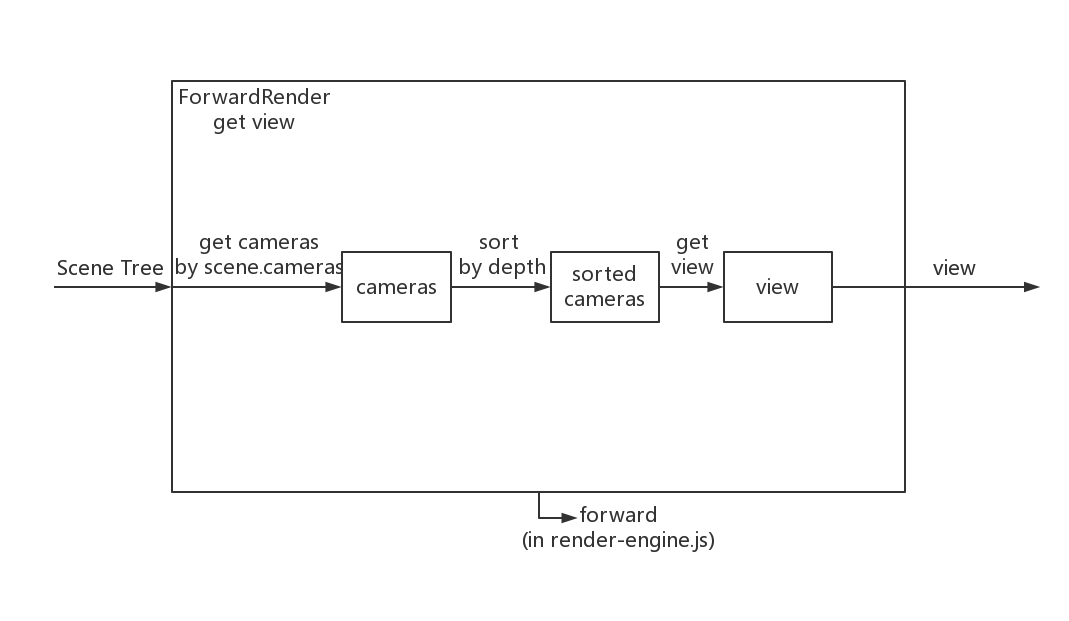 ForwardRender
get view
Scene Tree
get cameras
by scene.cameras
cameras
sort
by depth
sorted
cameras
get
view
view
view
forward
(in render-engine.js)